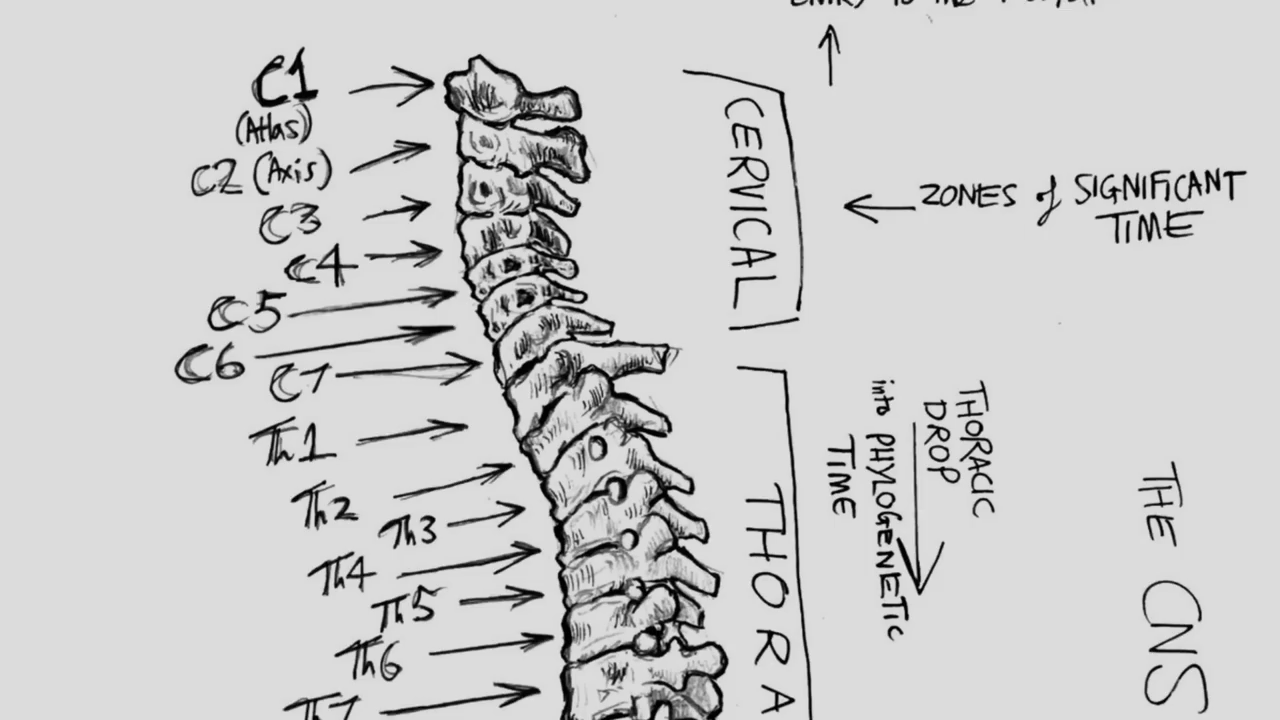 C1
(Atlas)
C2 (Axis)
C3
C4
C5
C6
C7
Th1
Th2
Th3
Th4
Th5
Th6
Th7
CERVICAL
THORA
ZONES of SIGNIFICANT
TIME
THORACIC
DROP
into PHYLOGENETIC
TIME
THE CNS